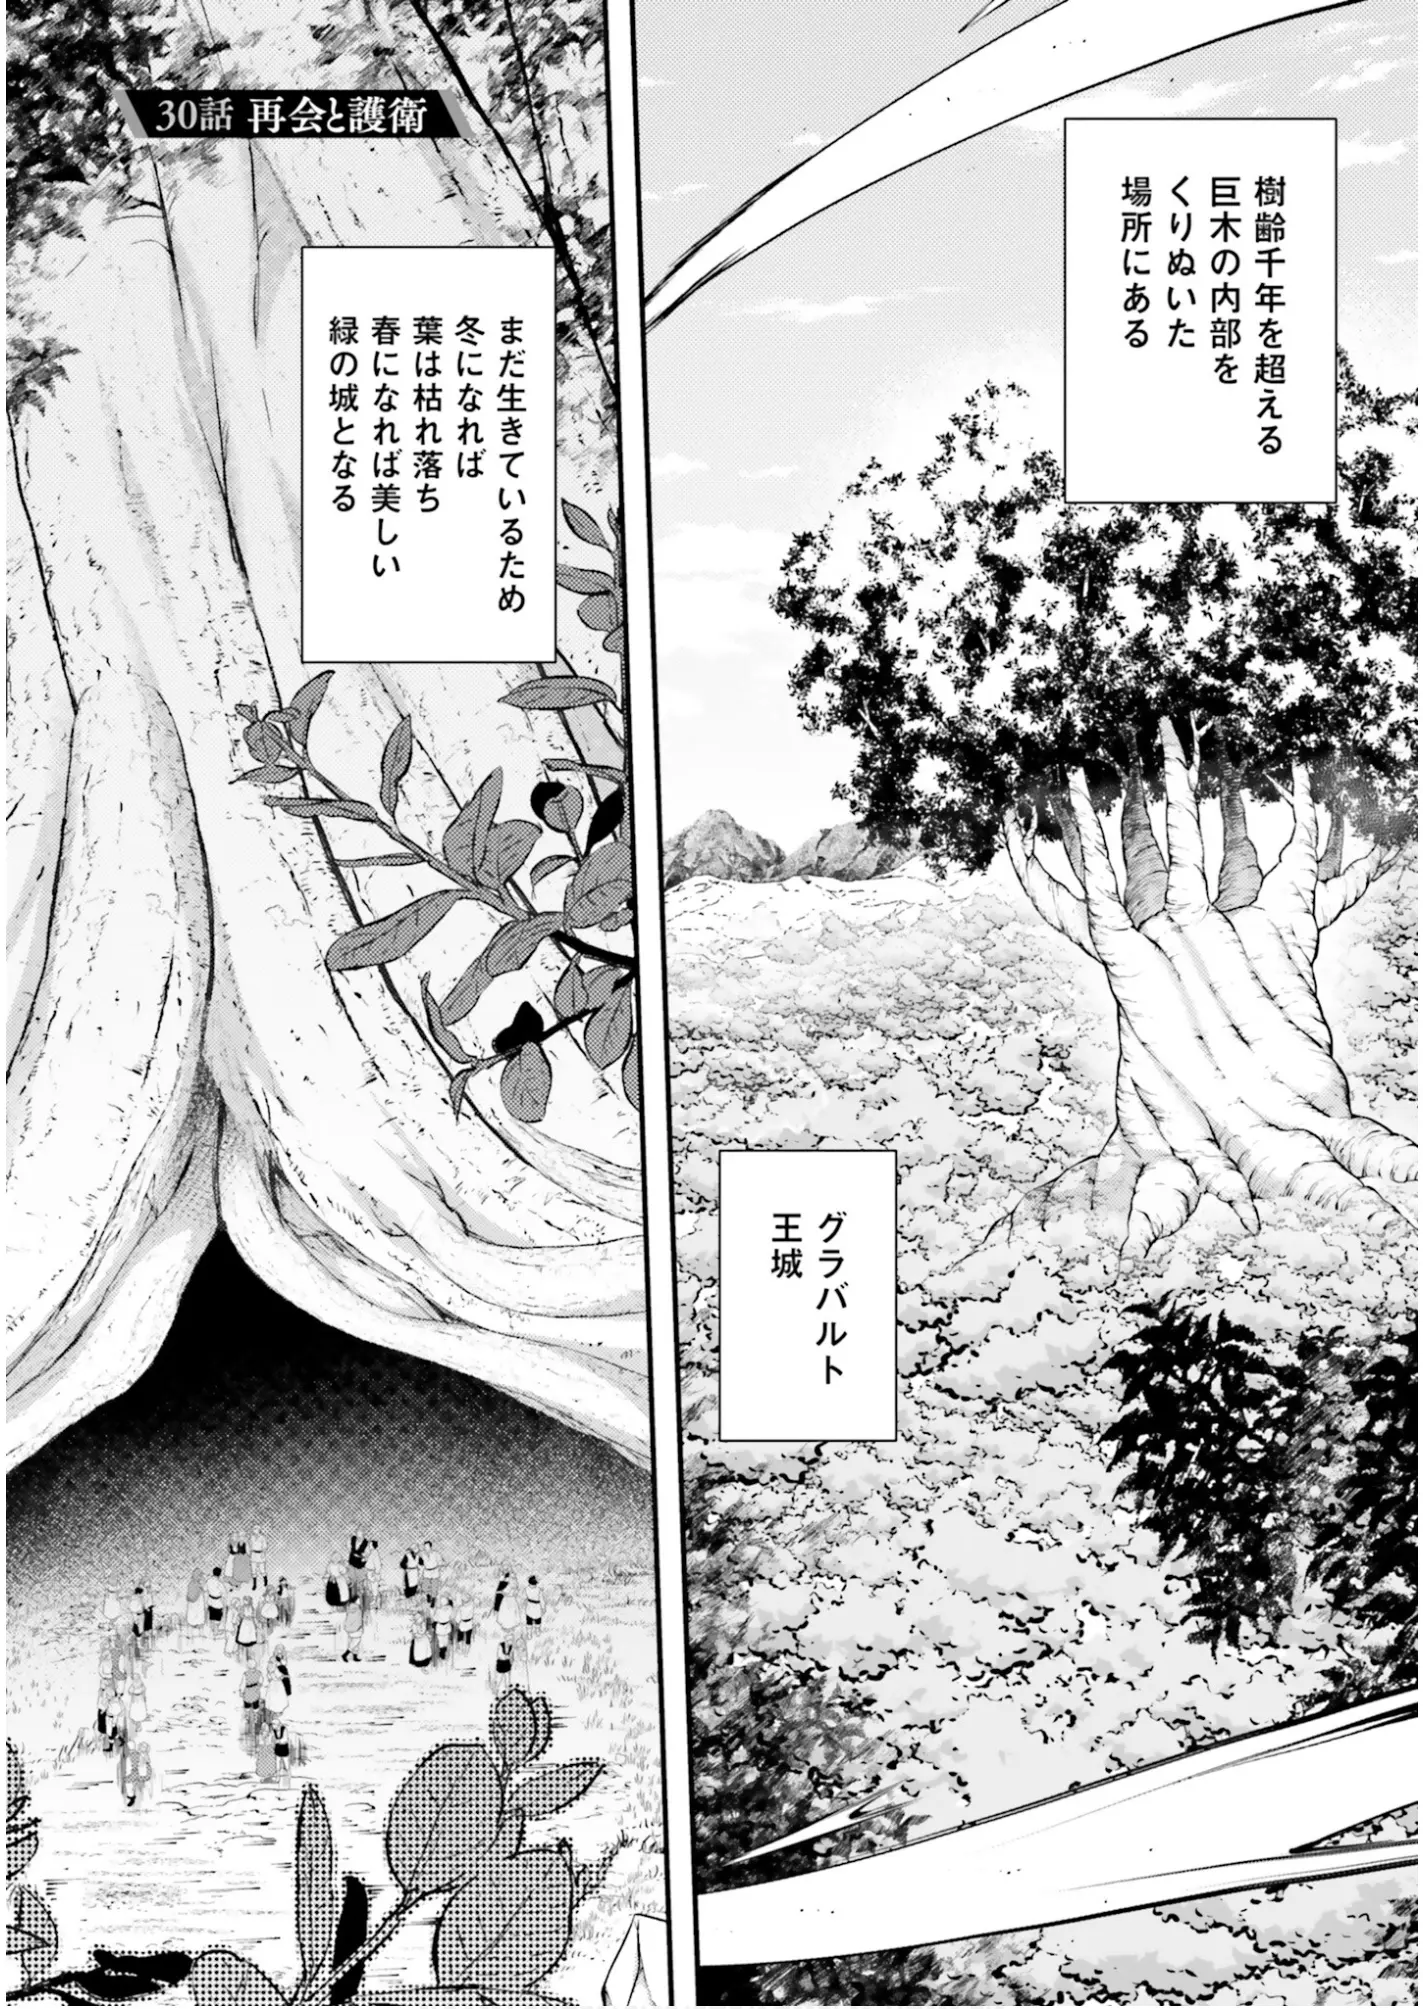 30話 再会と護衛
樹齢千年を超える
巨木の内部を
くりぬいた
場所にある
グラバルト
王城
まだ生きているため
冬になれば
葉は枯れ落ち
春になれば美しい
緑の城となる